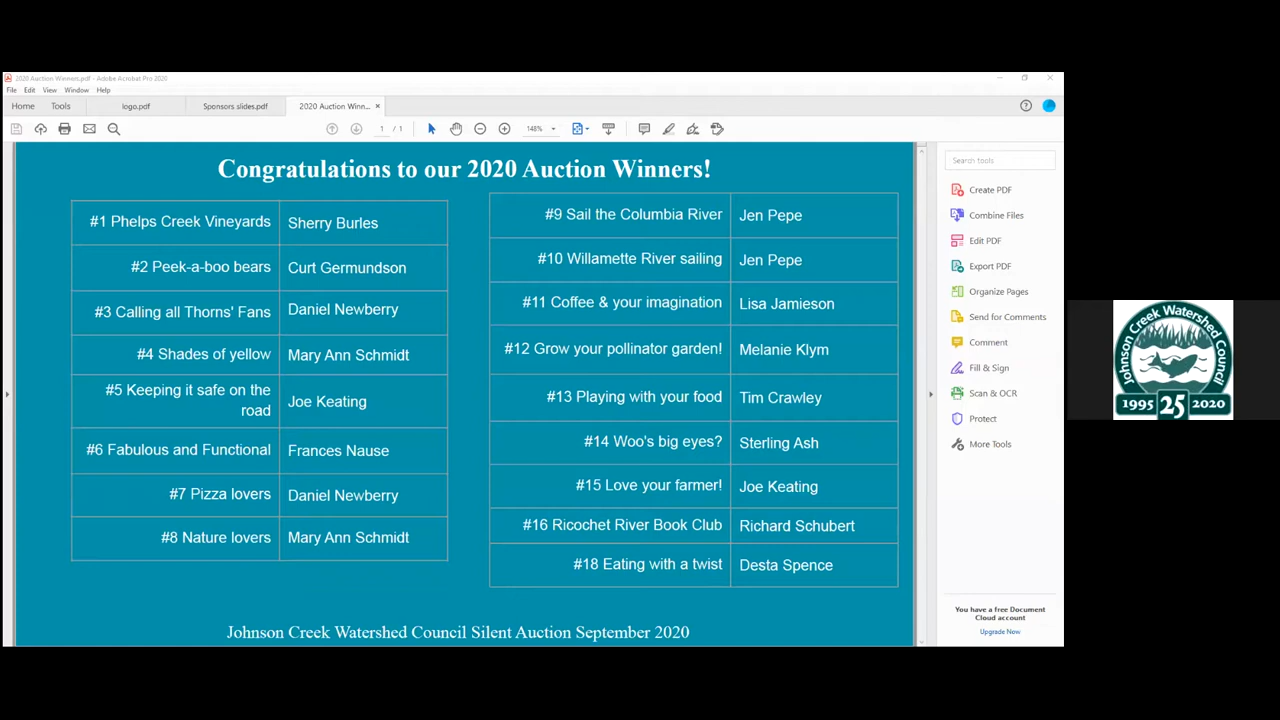 2020 Auction Winners.pdf - Adobe Acrobat Pro 2020
File Edit View Window Help
Home Tools logo.pdf Sponsors slides.pdf 2020 Auction Winn... ×
1 / 1 148%
Congratulations to our 2020 Auction Winners!
#1 Phelps Creek Vineyards Sherry Burles
#2 Peek-a-boo bears Curt Germundson
#3 Calling all Thorns' Fans Daniel Newberry
#4 Shades of yellow Mary Ann Schmidt
#5 Keeping it safe on the
road Joe Keating
#6 Fabulous and Functional Frances Nause
#7 Pizza lovers Daniel Newberry
#8 Nature lovers Mary Ann Schmidt
#9 Sail the Columbia River Jen Pepe
#10 Willamette River sailing Jen Pepe
#11 Coffee & your imagination Lisa Jamieson
#12 Grow your pollinator garden! Melanie Klym
#13 Playing with your food Tim Crawley
#14 Woo's big eyes? Sterling Ash
#15 Love your farmer! Joe Keating
#16 Ricochet River Book Club Richard Schubert
#18 Eating with a twist Desta Spence
Johnson Creek Watershed Council Silent Auction September 2020
Search tools
Create PDF
Combine Files
Edit PDF
Export PDF
Organize Pages
Send for Comments
Comment
Fill & Sign
Scan & OCR
Protect
More Tools
You have a free Document
Cloud account
Upgrade Now
Johnson Creek Watershed Council
1995 25 2020